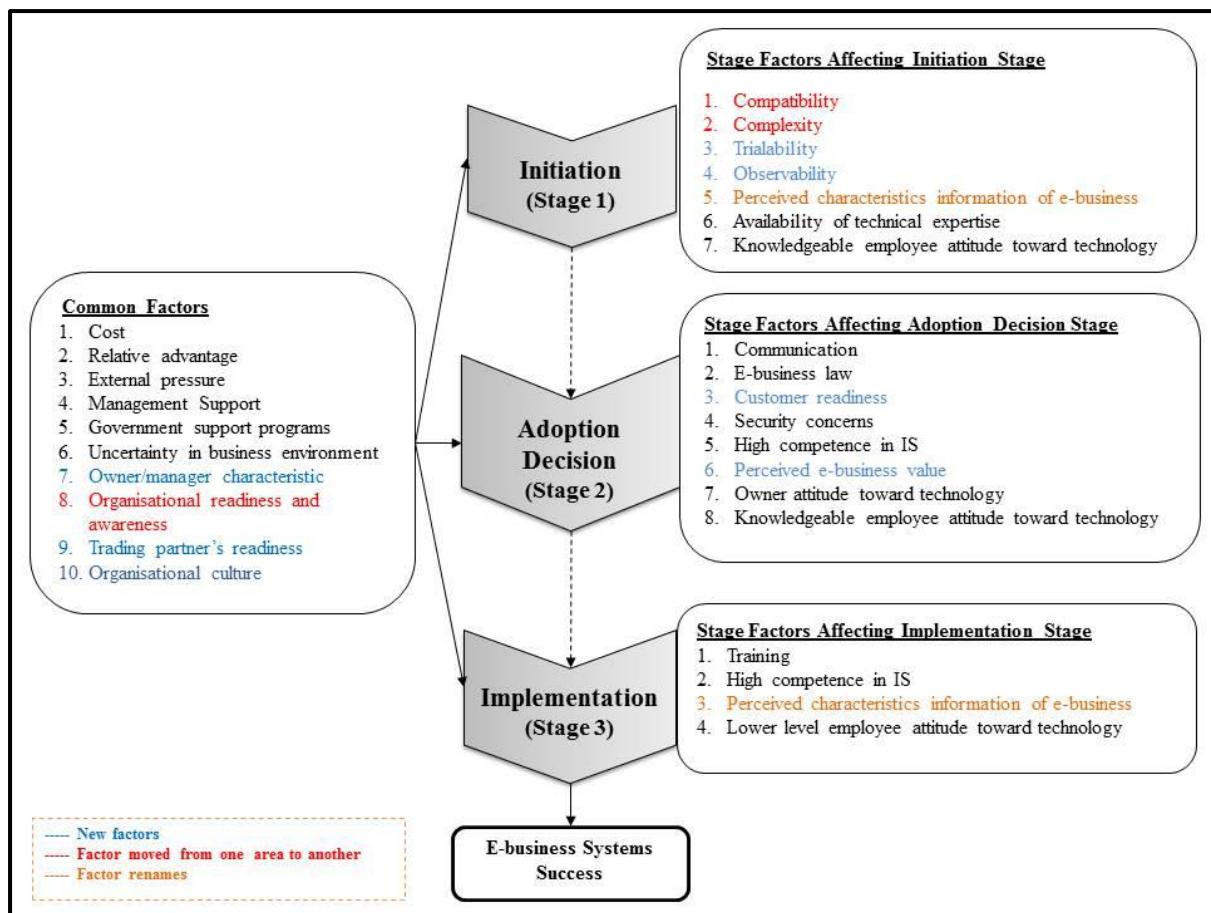 Stage Factors Affecting Initiation Stage
1. Compatibility
2. Complexity
3. Trialability
4. Observability
5. Perceived characteristics information of e-business
6. Availability of technical expertise
7. Knowledgeable employee attitude toward technology
Initiation
(Stage 1)
Common Factors
1. Cost
2. Relative advantage
3. External pressure
4. Management Support
5. Government support programs
6. Uncertainty in business environment
7. Owner/manager characteristic
8. Organisational readiness and
awareness
9. Trading partner's readiness
10. Organisational culture
Adoption
Decision
(Stage 2)
Stage Factors Affecting Adoption Decision Stage
1. Communication
2. E-business law
3. Customer readiness
4. Security concerns
5. High competence in IS
6. Perceived e-business value
7. Owner attitude toward technology
8. Knowledgeable employee attitude toward technology
Implementation
(Stage 3)
Stage Factors Affecting Implementation Stage
1. Training
2. High competence in IS
3. Perceived characteristics information of e-business
4. Lower level employee attitude toward technology
E-business Systems
Success
----- New factors
----- Factor moved from one area to another
----- Factor renames